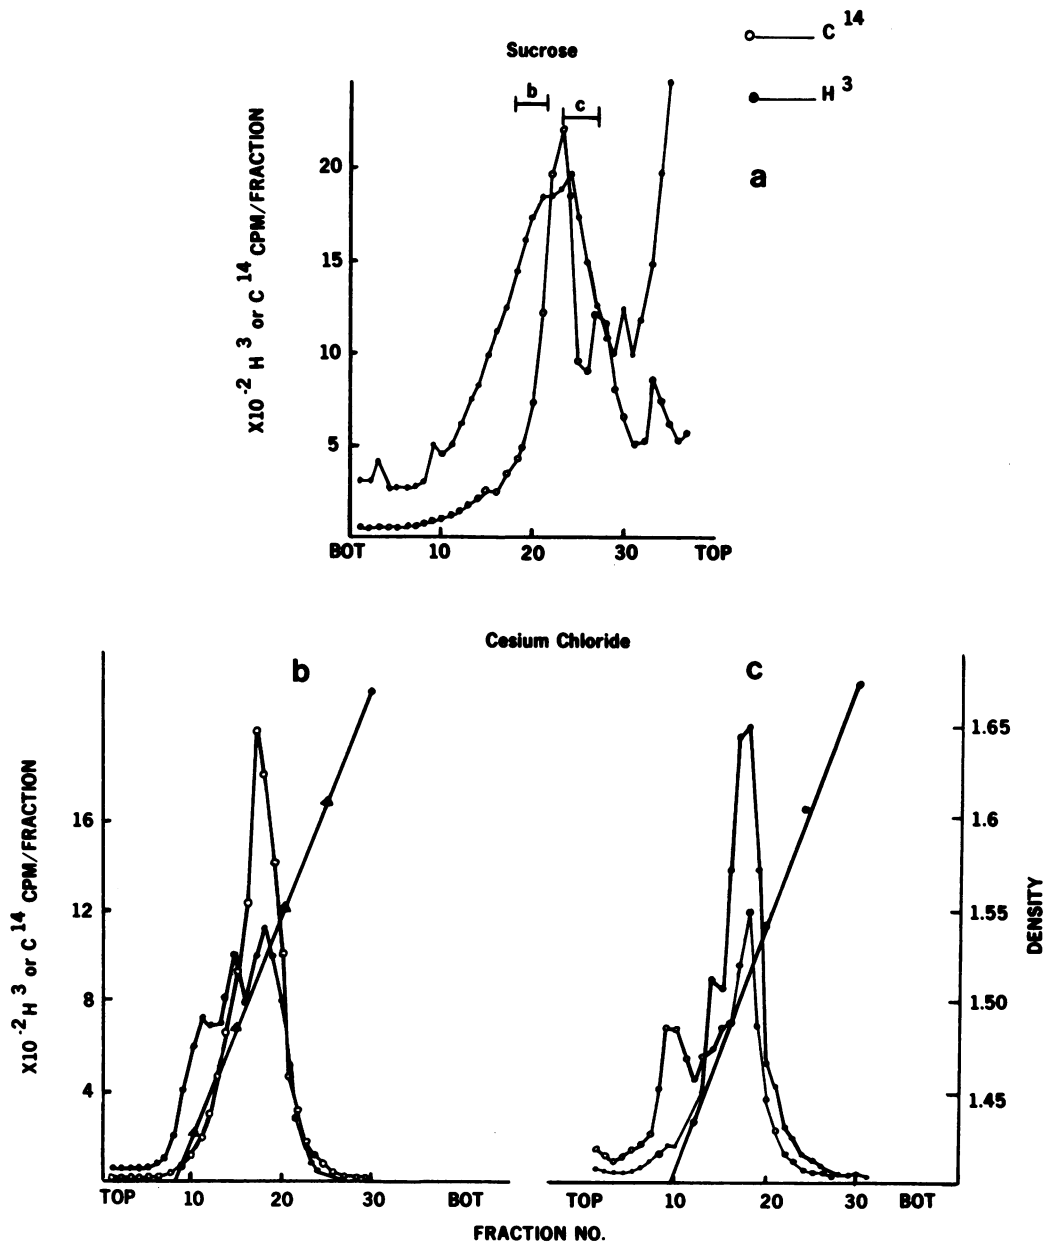 C 14
Sucrose
H 3
b
c
a
20
15
10
5
X10 -2 H 3 or C 14 CPM/FRACTION
BOT 10 20 30 TOP
Cesium Chloride
b
c
16
12
8
4
X10 -2 H 3 or C 14 CPM/FRACTION
1.65
1.6
1.55
1.50
1.45
DENSITY
TOP 10 20 30 BOT
TOP 10 20 30 BOT
FRACTION NO.